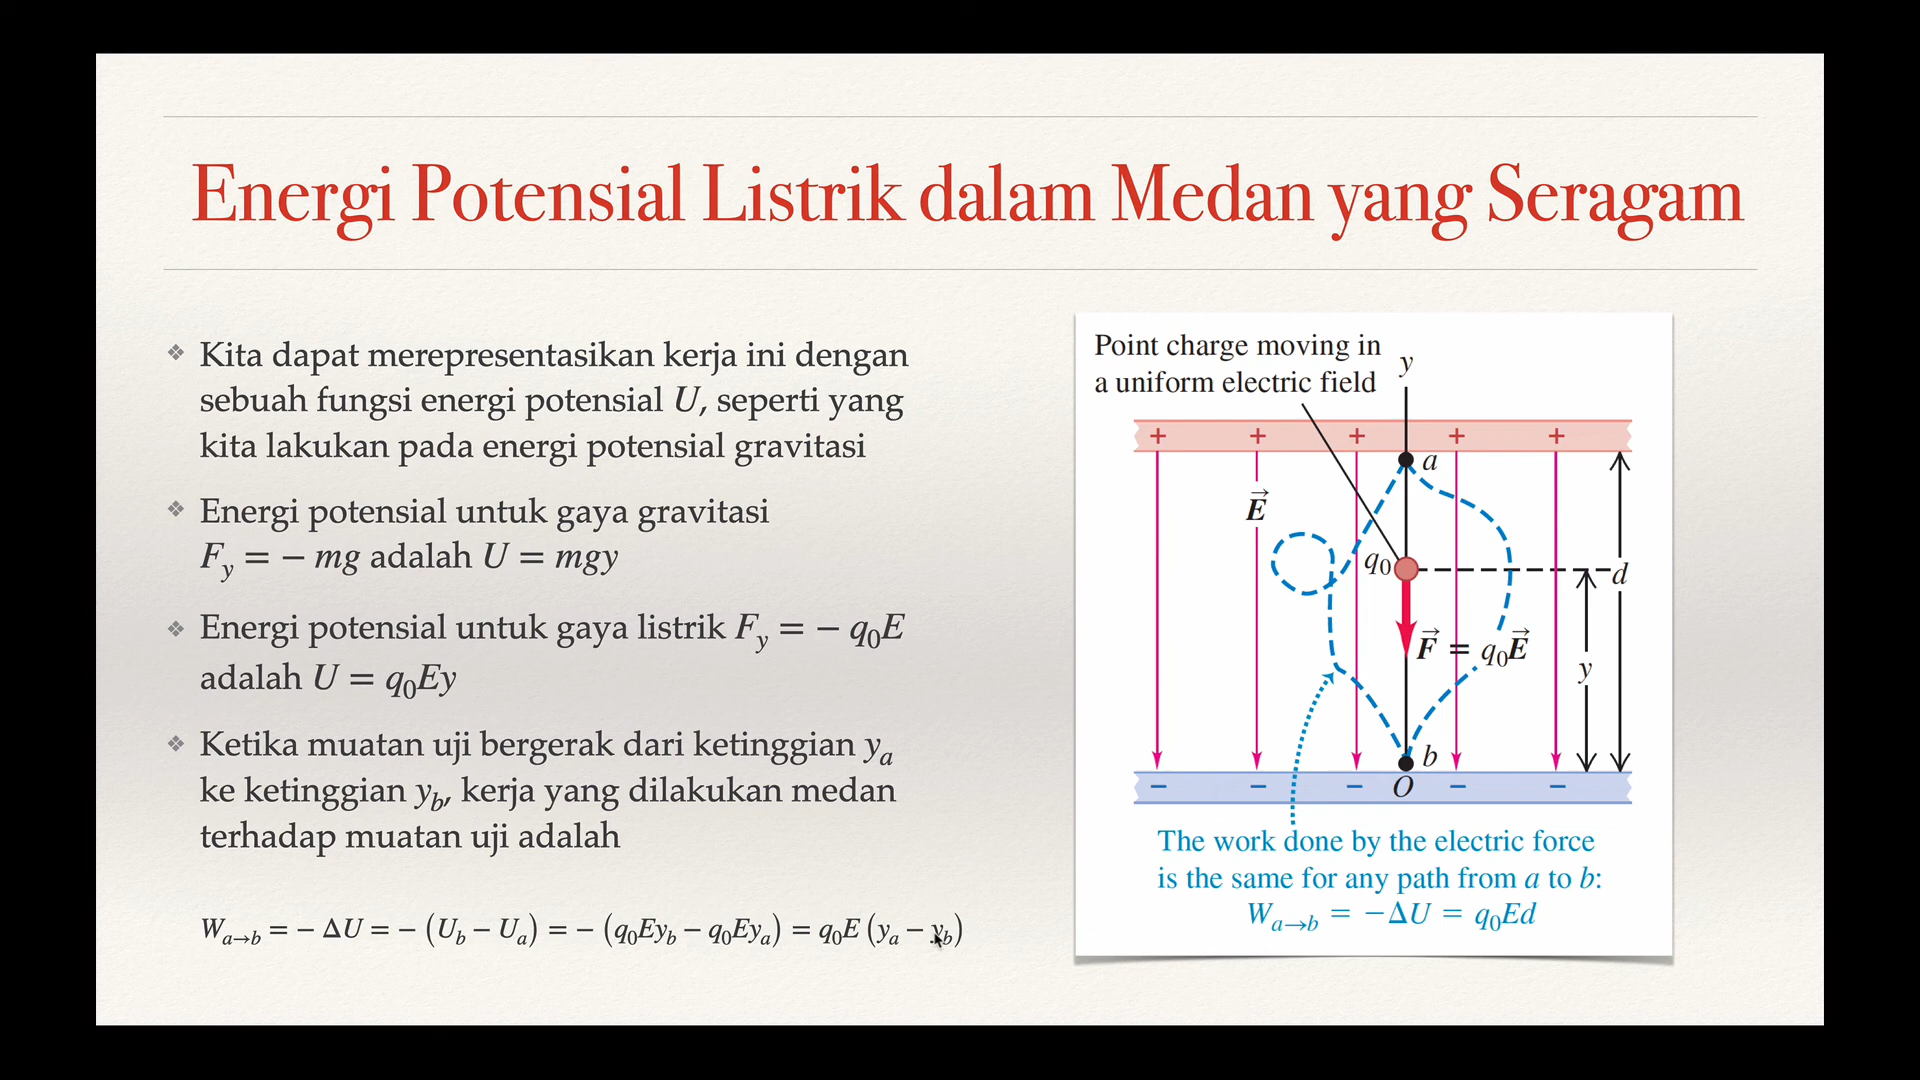 Energi Potensial Listrik dalam Medan yang Seragam
❖ Kita dapat merepresentasikan kerja ini dengan
sebuah fungsi energi potensial U, seperti yang
kita lakukan pada energi potensial gravitasi
❖ Energi potensial untuk gaya gravitasi
F_y = − mg adalah U = mgy
❖ Energi potensial untuk gaya listrik F_y = − q₀E
adalah U = q₀Ey
❖ Ketika muatan uji bergerak dari ketinggian y_a
ke ketinggian y_b, kerja yang dilakukan medan
terhadap muatan uji adalah
W_{a→b} = − ΔU = − (U_b − U_a) = − (q₀Ey_b − q₀Ey_a) = q₀E (y_a − y_b)
Point charge moving in
a uniform electric field
y
+ + + + +
a
E⃗
q₀
d
F⃗ = q₀E⃗
y
b
− − − − −
O
The work done by the electric force
is the same for any path from a to b:
W_{a→b} = −ΔU = q₀Ed